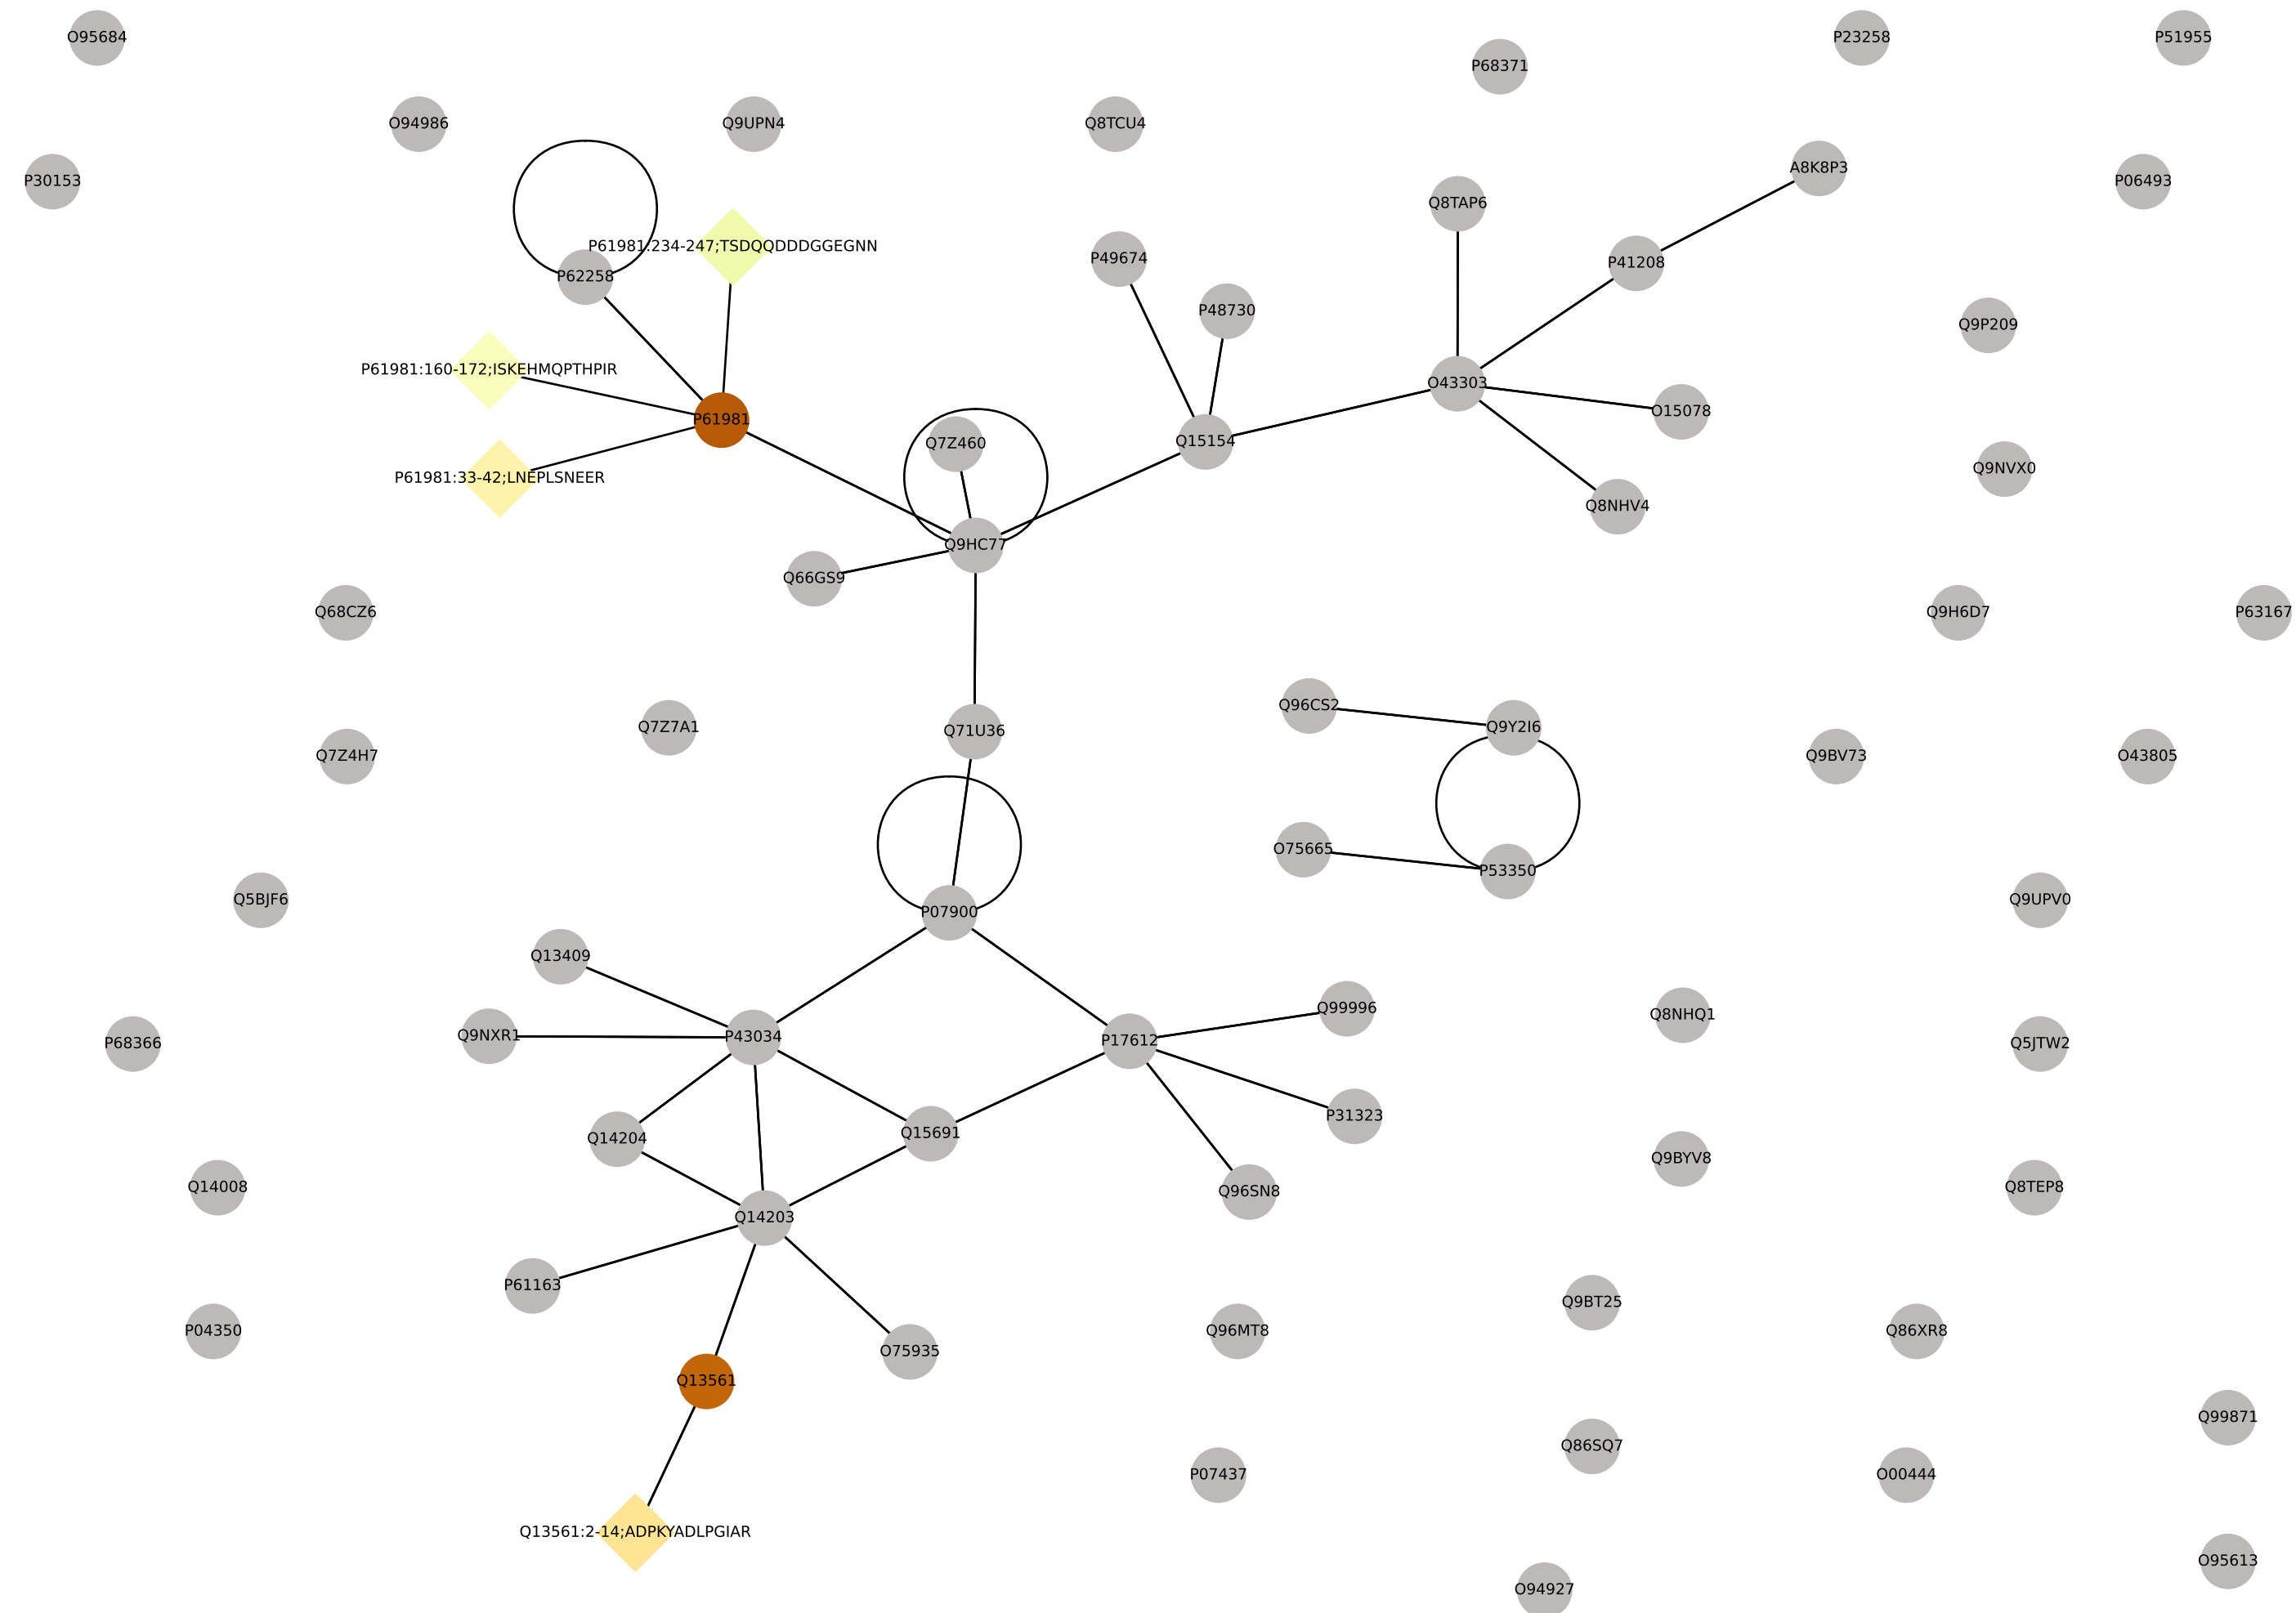 O95684
P23258
P51955
P68371
O94986
Q9UPN4
Q8TCU4
A8K8P3
P30153
P06493
Q8TAP6
P61981:234-247;TSDQQDDDGGEGNN
P49674
P41208
P62258
P48730
Q9P209
P61981:160-172;ISKEHMQPTHPIR
O43303
O15078
P61981
Q7Z460
Q15154
Q9NVX0
P61981:33-42;LNEPLSNEER
Q8NHV4
Q9HC77
Q66GS9
Q68CZ6
Q9H6D7
P63167
Q96CS2
Q7Z7A1
Q71U36
Q9Y2I6
Q7Z4H7
Q9BV73
O43805
O75665
P53350
Q5BJF6
Q9UPV0
P07900
Q13409
Q99996
Q8NHQ1
Q9NXR1
P43034
P17612
P68366
Q5JTW2
P31323
Q14204
Q15691
Q9BYV8
Q14008
Q96SN8
Q8TEP8
Q14203
P61163
Q9BT25
P04350
Q96MT8
Q86XR8
O75935
Q13561
Q99871
Q86SQ7
P07437
O00444
Q13561:2-14;ADPKYADLPGIAR
O95613
O94927